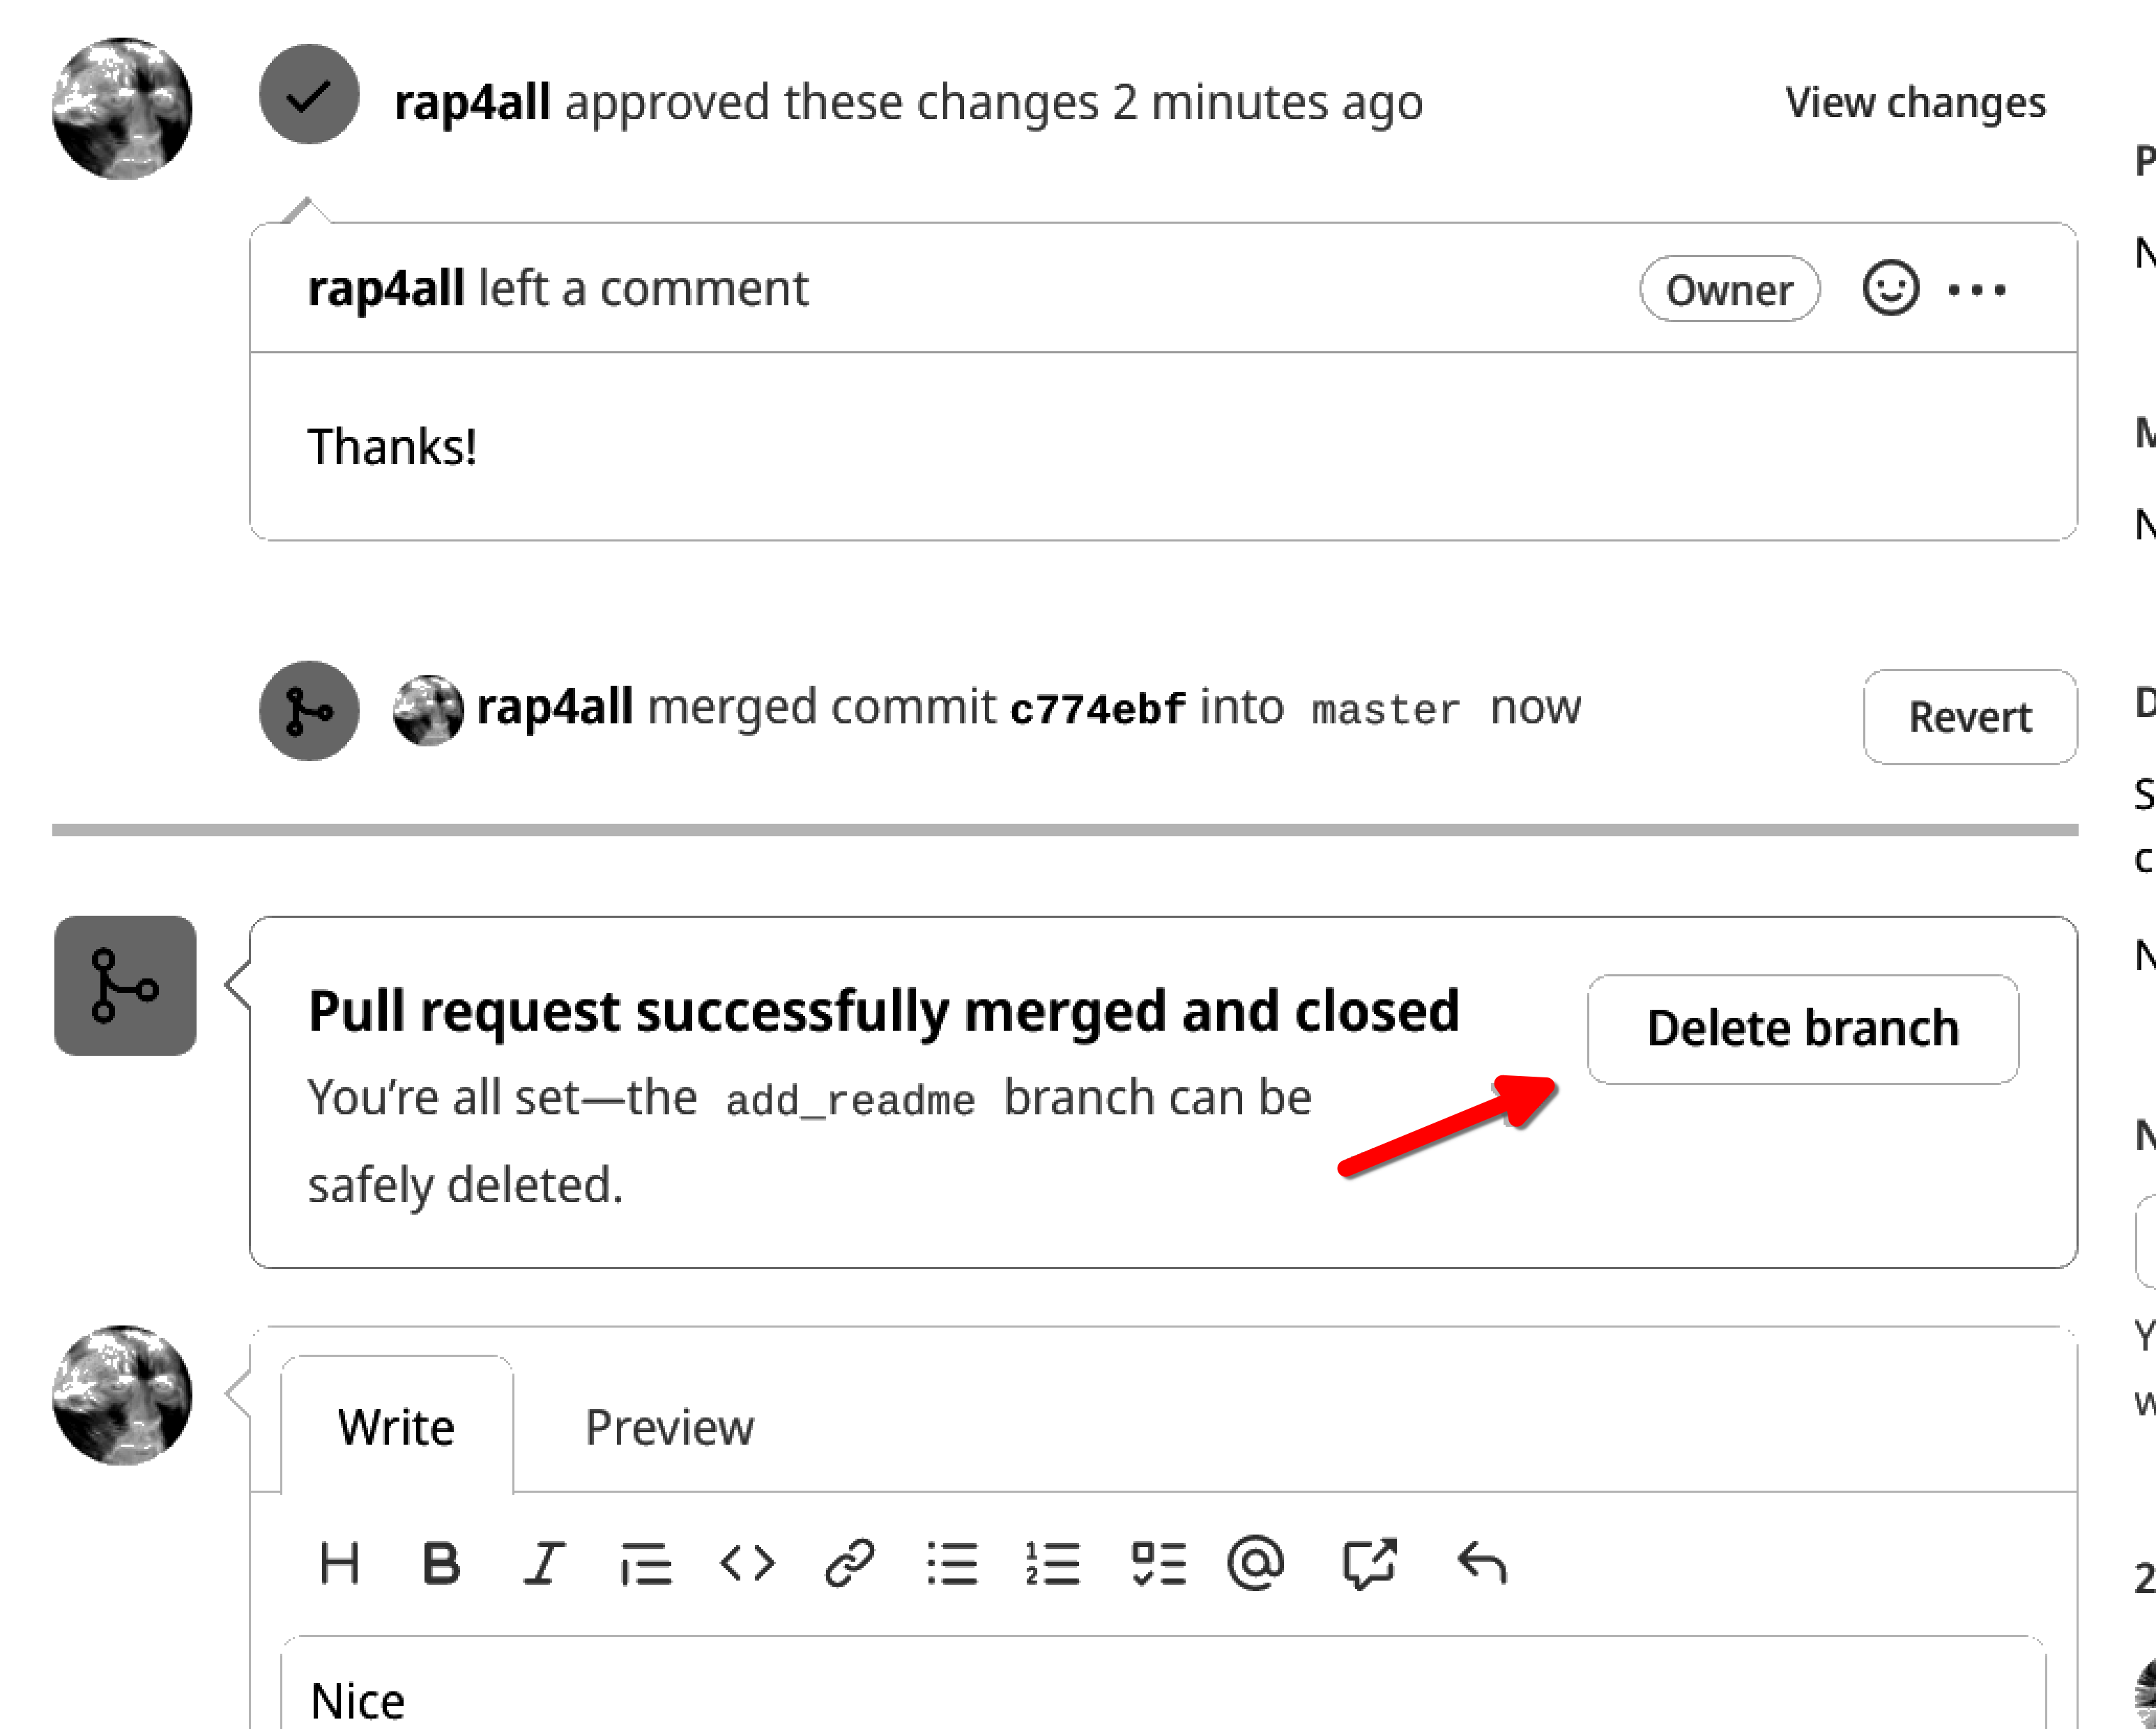 rap4all approved these changes 2 minutes ago
View changes
rap4all left a comment
Owner
Thanks!
rap4all merged commit c774ebf into master now
Revert
Pull request successfully merged and closed
Delete branch
You’re all set—the add_readme branch can be
safely deleted.
Write
Preview
Nice